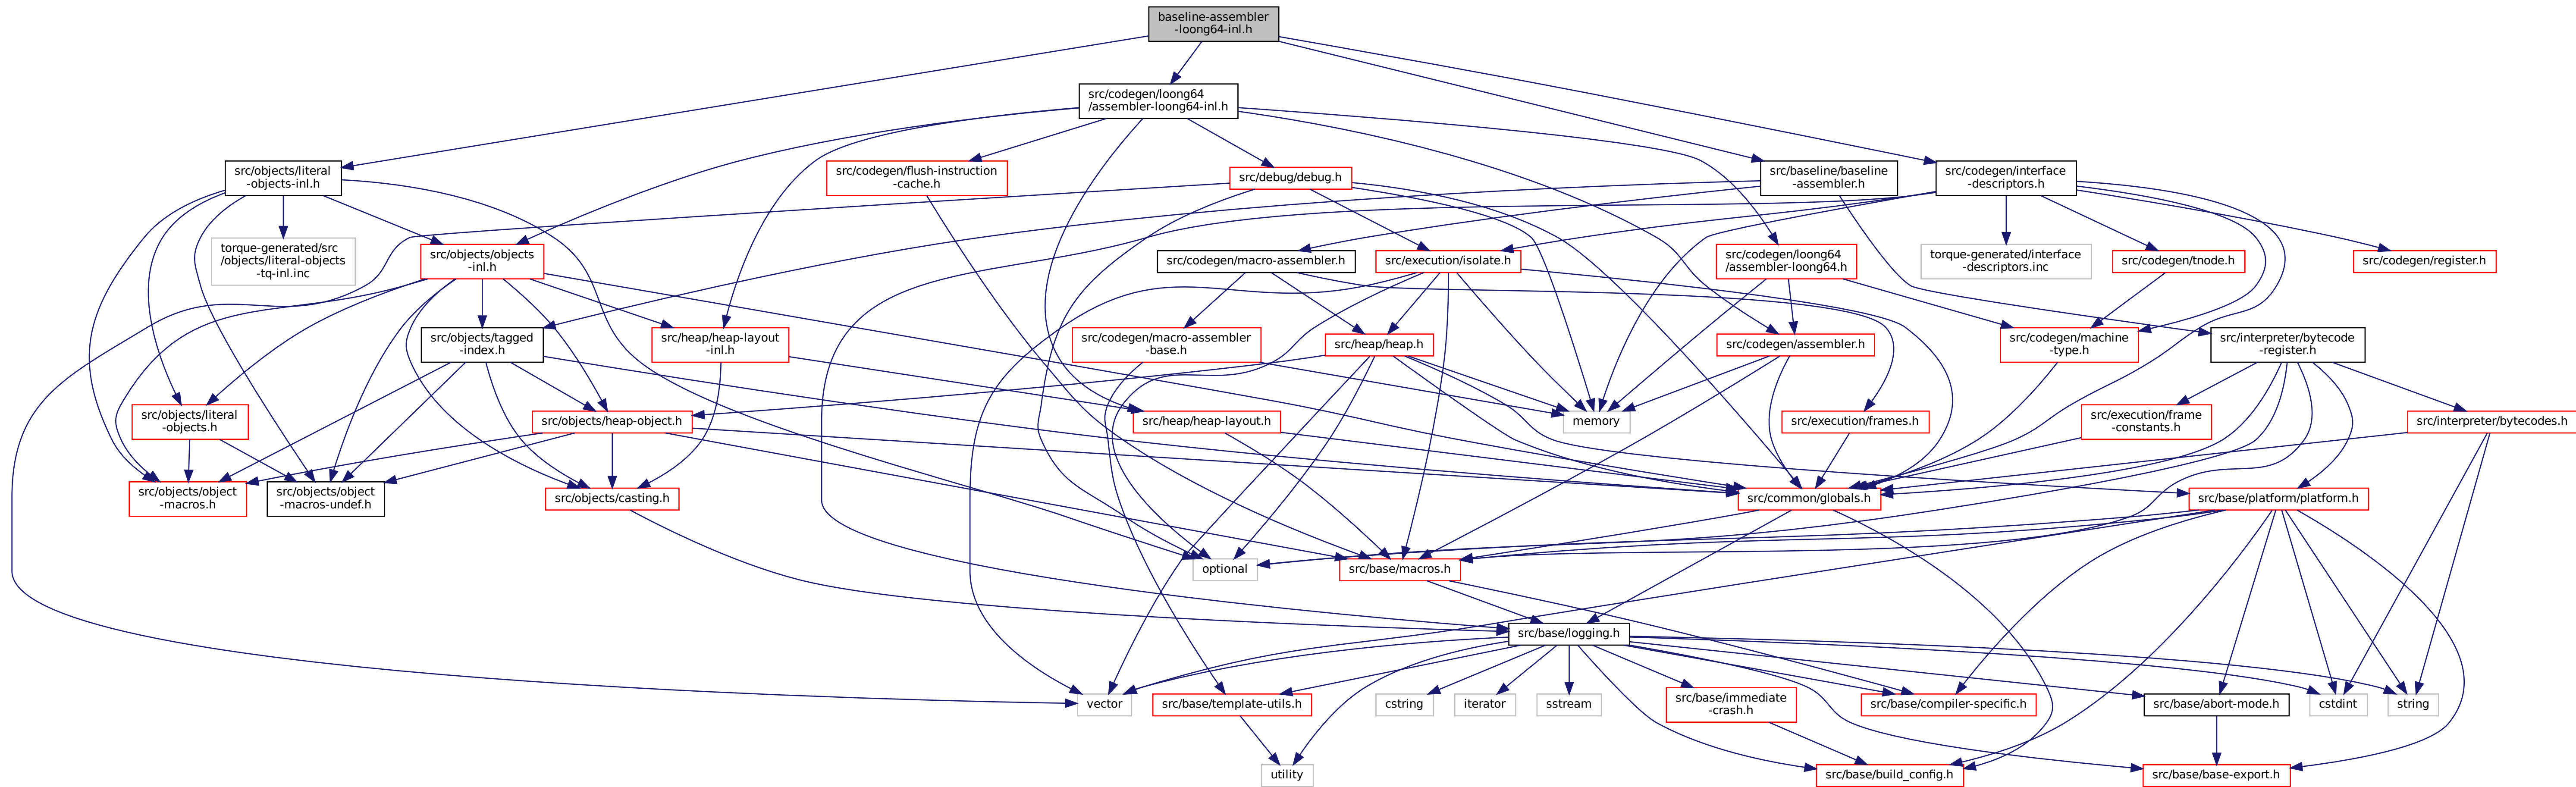 baseline-assembler
-loong64-inl.h
src/codegen/loong64
/assembler-loong64-inl.h
src/objects/literal
-objects-inl.h
src/codegen/flush-instruction
-cache.h
src/debug/debug.h
src/baseline/baseline
-assembler.h
src/codegen/interface
-descriptors.h
torque-generated/src
/objects/literal-objects
-tq-inl.inc
src/objects/objects
-inl.h
src/codegen/macro-assembler.h
src/execution/isolate.h
src/codegen/loong64
/assembler-loong64.h
torque-generated/interface
-descriptors.inc
src/codegen/tnode.h
src/codegen/register.h
src/objects/tagged
-index.h
src/heap/heap-layout
-inl.h
src/codegen/macro-assembler
-base.h
src/heap/heap.h
src/codegen/assembler.h
src/codegen/machine
-type.h
src/interpreter/bytecode
-register.h
src/objects/literal
-objects.h
src/objects/heap-object.h
src/heap/heap-layout.h
memory
src/execution/frames.h
src/execution/frame
-constants.h
src/interpreter/bytecodes.h
src/objects/object
-macros.h
src/objects/object
-macros-undef.h
src/objects/casting.h
src/common/globals.h
src/base/platform/platform.h
optional
src/base/macros.h
src/base/logging.h
vector
src/base/template-utils.h
cstring
iterator
sstream
src/base/immediate
-crash.h
src/base/compiler-specific.h
src/base/abort-mode.h
cstdint
string
utility
src/base/build_config.h
src/base/base-export.h